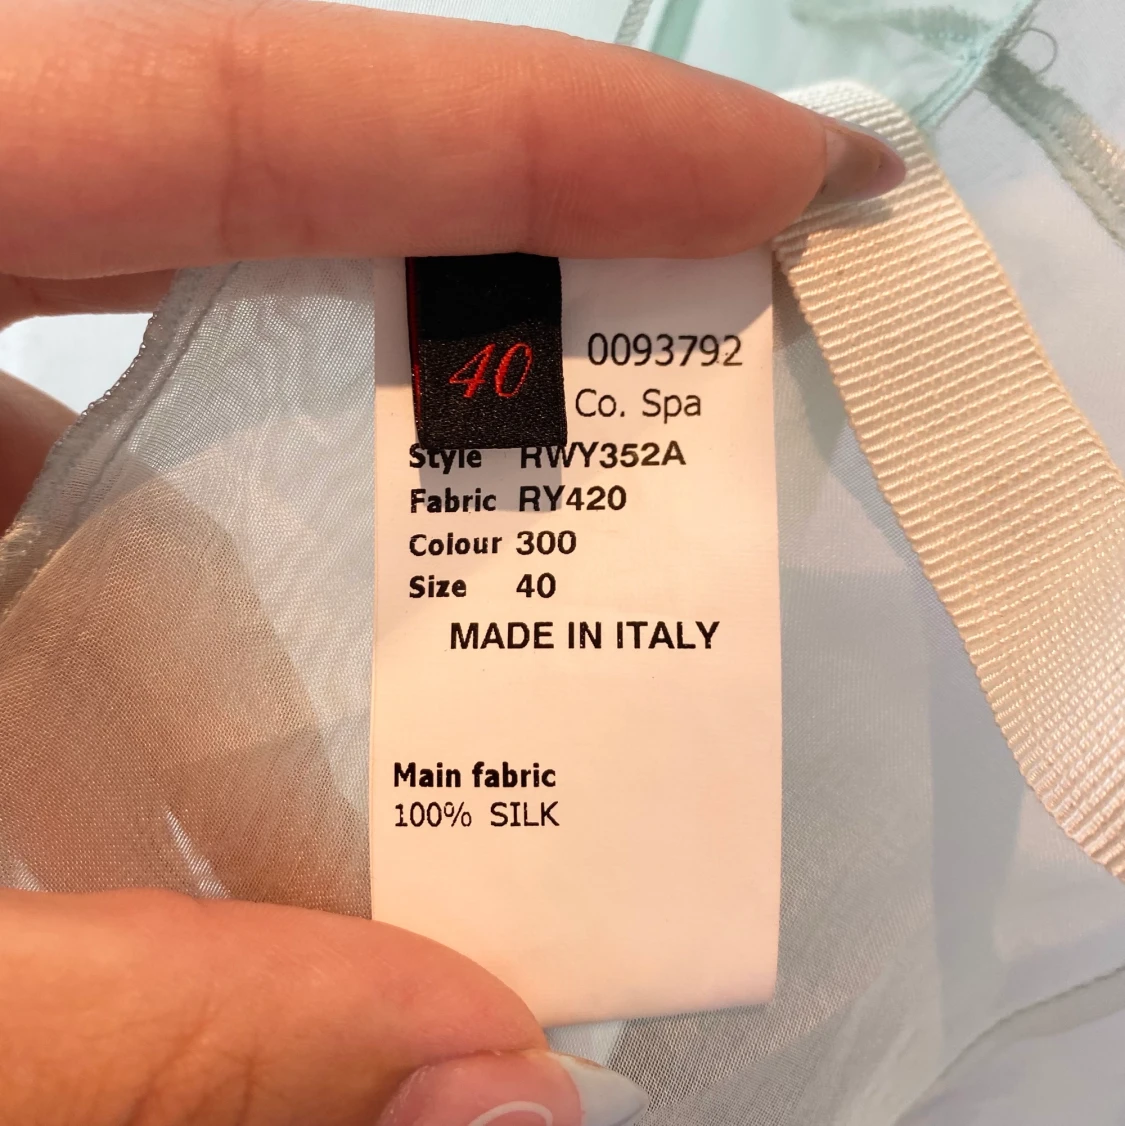 40
0093792
Co. Spa
Style RWY352A
Fabric RY420
Colour 300
Size 40
MADE IN ITALY
Main fabric
100% SILK